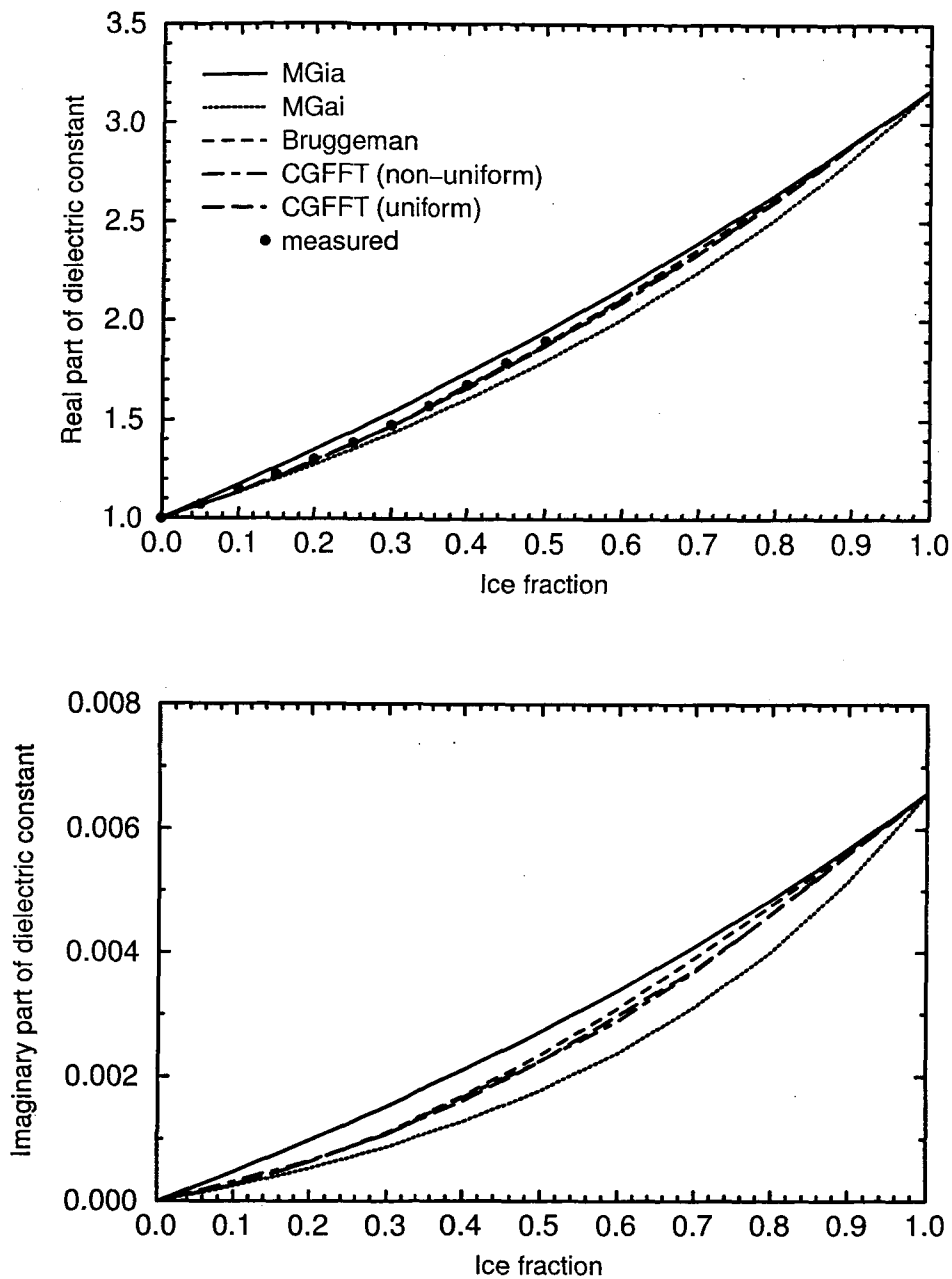 3.5
3.0
2.5
2.0
1.5
1.0
Real part of dielectric constant
MGia
MGai
Bruggeman
CGFFT (non-uniform)
CGFFT (uniform)
measured
0.0 0.1 0.2 0.3 0.4 0.5 0.6 0.7 0.8 0.9 1.0
Ice fraction
0.008
0.006
0.004
0.002
0.000
Imaginary part of dielectric constant
0.0 0.1 0.2 0.3 0.4 0.5 0.6 0.7 0.8 0.9 1.0
Ice fraction